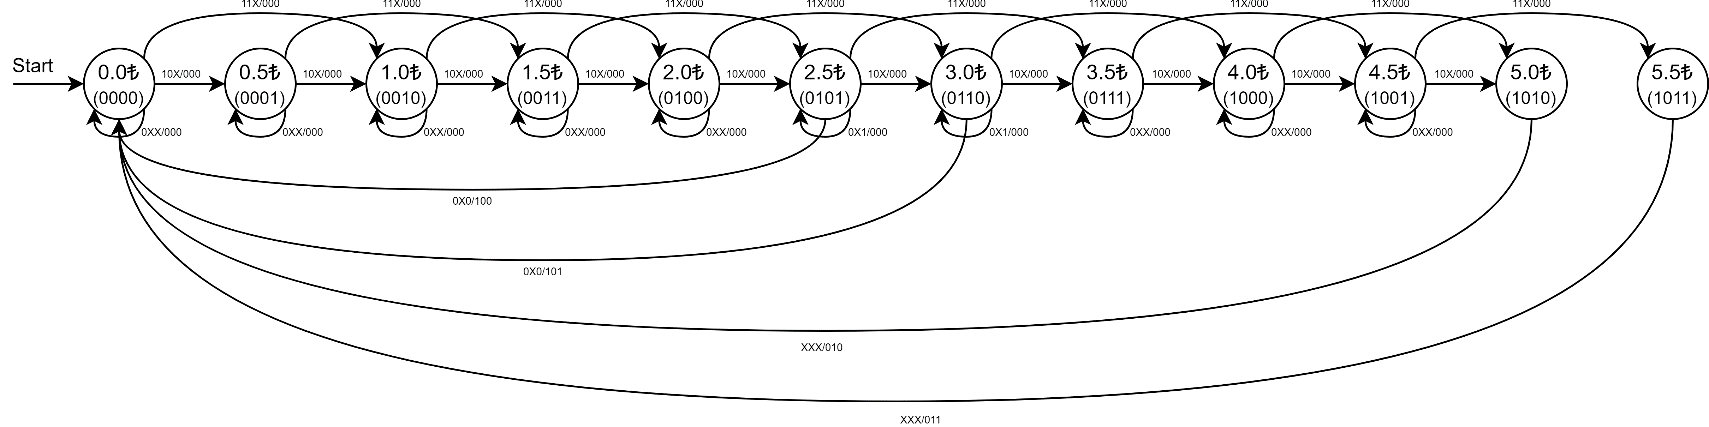 11X/000 11X/000 11X/000 11X/000 11X/000 11X/000 11X/000 11X/000 11X/000 11X/000
Start
0.0₺ 0.5₺ 1.0₺ 1.5₺ 2.0₺ 2.5₺ 3.0₺ 3.5₺ 4.0₺ 4.5₺ 5.0₺ 5.5₺
10X/000 10X/000 10X/000 10X/000 10X/000 10X/000 10X/000 10X/000 10X/000 10X/000
(0000) (0001) (0010) (0011) (0100) (0101) (0110) (0111) (1000) (1001) (1010) (1011)
0XX/000 0XX/000 0XX/000 0XX/000 0XX/000 0X1/000 0X1/000 0XX/000 0XX/000 0XX/000
0X0/100
0X0/101
XXX/010
XXX/011